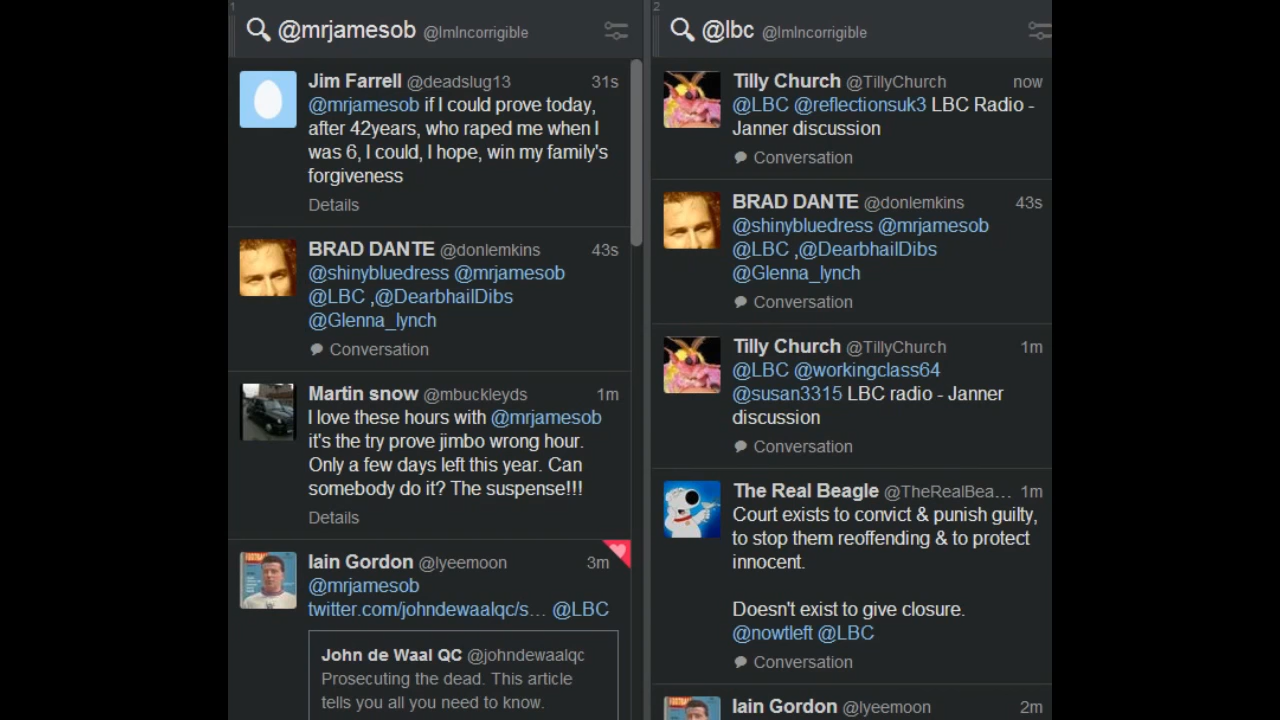 1
@mrjamesob @ImIncorrigible
Jim Farrell @deadslug13 31s
@mrjamesob if I could prove today,
after 42years, who raped me when I
was 6, I could, I hope, win my family's
forgiveness
Details
BRAD DANTE @donlemkins 43s
@shinybluedress @mrjamesob
@LBC ,@DearbhailDibs
@Glenna_lynch
Conversation
Martin snow @mbuckleyds 1m
I love these hours with @mrjamesob
it's the try prove jimbo wrong hour.
Only a few days left this year. Can
somebody do it? The suspense!!!
Details
Iain Gordon @lyeemoon 3m
@mrjamesob
twitter.com/johndewaalqc/s… @LBC
John de Waal QC @johndewaalqc
Prosecuting the dead. This article
tells you all you need to know.
2
@lbc @ImIncorrigible
Tilly Church @TillyChurch now
@LBC @reflectionsuk3 LBC Radio -
Janner discussion
Conversation
BRAD DANTE @donlemkins 43s
@shinybluedress @mrjamesob
@LBC ,@DearbhailDibs
@Glenna_lynch
Conversation
Tilly Church @TillyChurch 1m
@LBC @workingclass64
@susan3315 LBC radio - Janner
discussion
Conversation
The Real Beagle @TheRealBea… 1m
Court exists to convict & punish guilty,
to stop them reoffending & to protect
innocent.
Doesn't exist to give closure.
@nowtleft @LBC
Conversation
Iain Gordon @lyeemoon 2m